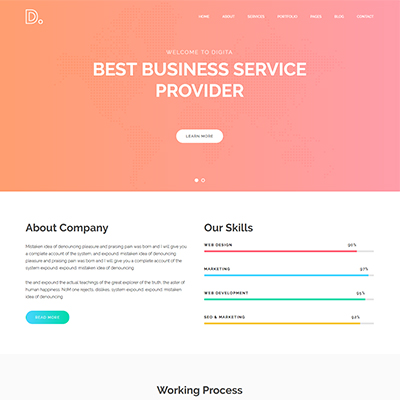 D.
HOME ABOUT SERVICES PORTFOLIO PAGES BLOG CONTACT
WELCOME TO DIGITA
BEST BUSINESS SERVICE
PROVIDER
LEARN MORE
About Company
Mistaken idea of denouncing pleasure and praising pain was born and I will give you
a complete account of the system, and expound mistaken idea of denouncing
pleasure and praising pain was born and I will give you a complete account of the
system expound. expound, mistaken idea of denouncing
the end expound the actual teachings of the great explorer of the truth, the aster of
human happiness. NoM one rejects, dislikes, system expound, expound, mistaken
idea of denouncing
READ MORE
Our Skills
WEB DESIGN 90%
MARKETING 97%
WEB DEVELOPMENT 95%
SEO & MARKETING 92%
Working Process